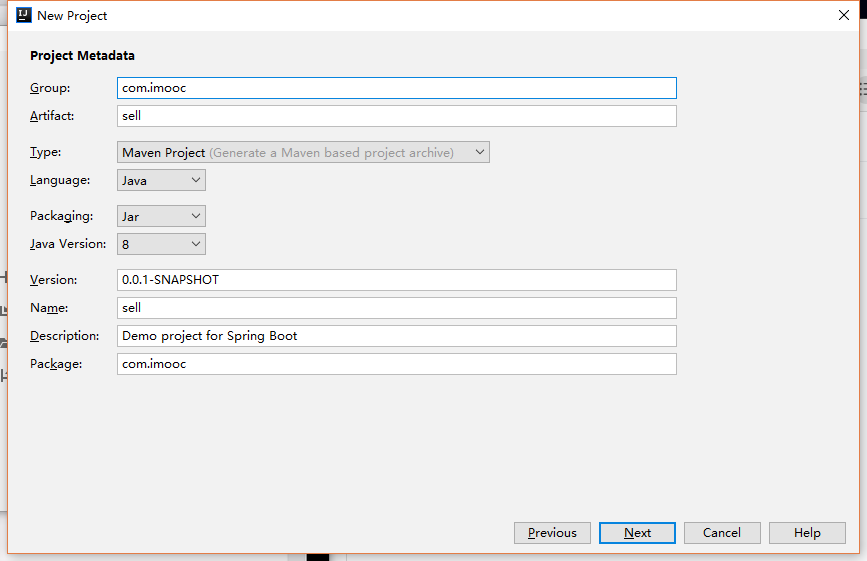 New Project
Project Metadata
Group: com.imooc
Artifact: sell
Type: Maven Project (Generate a Maven based project archive)
Language: Java
Packaging: Jar
Java Version: 8
Version: 0.0.1-SNAPSHOT
Name: sell
Description: Demo project for Spring Boot
Package: com.imooc
Previous Next Cancel Help